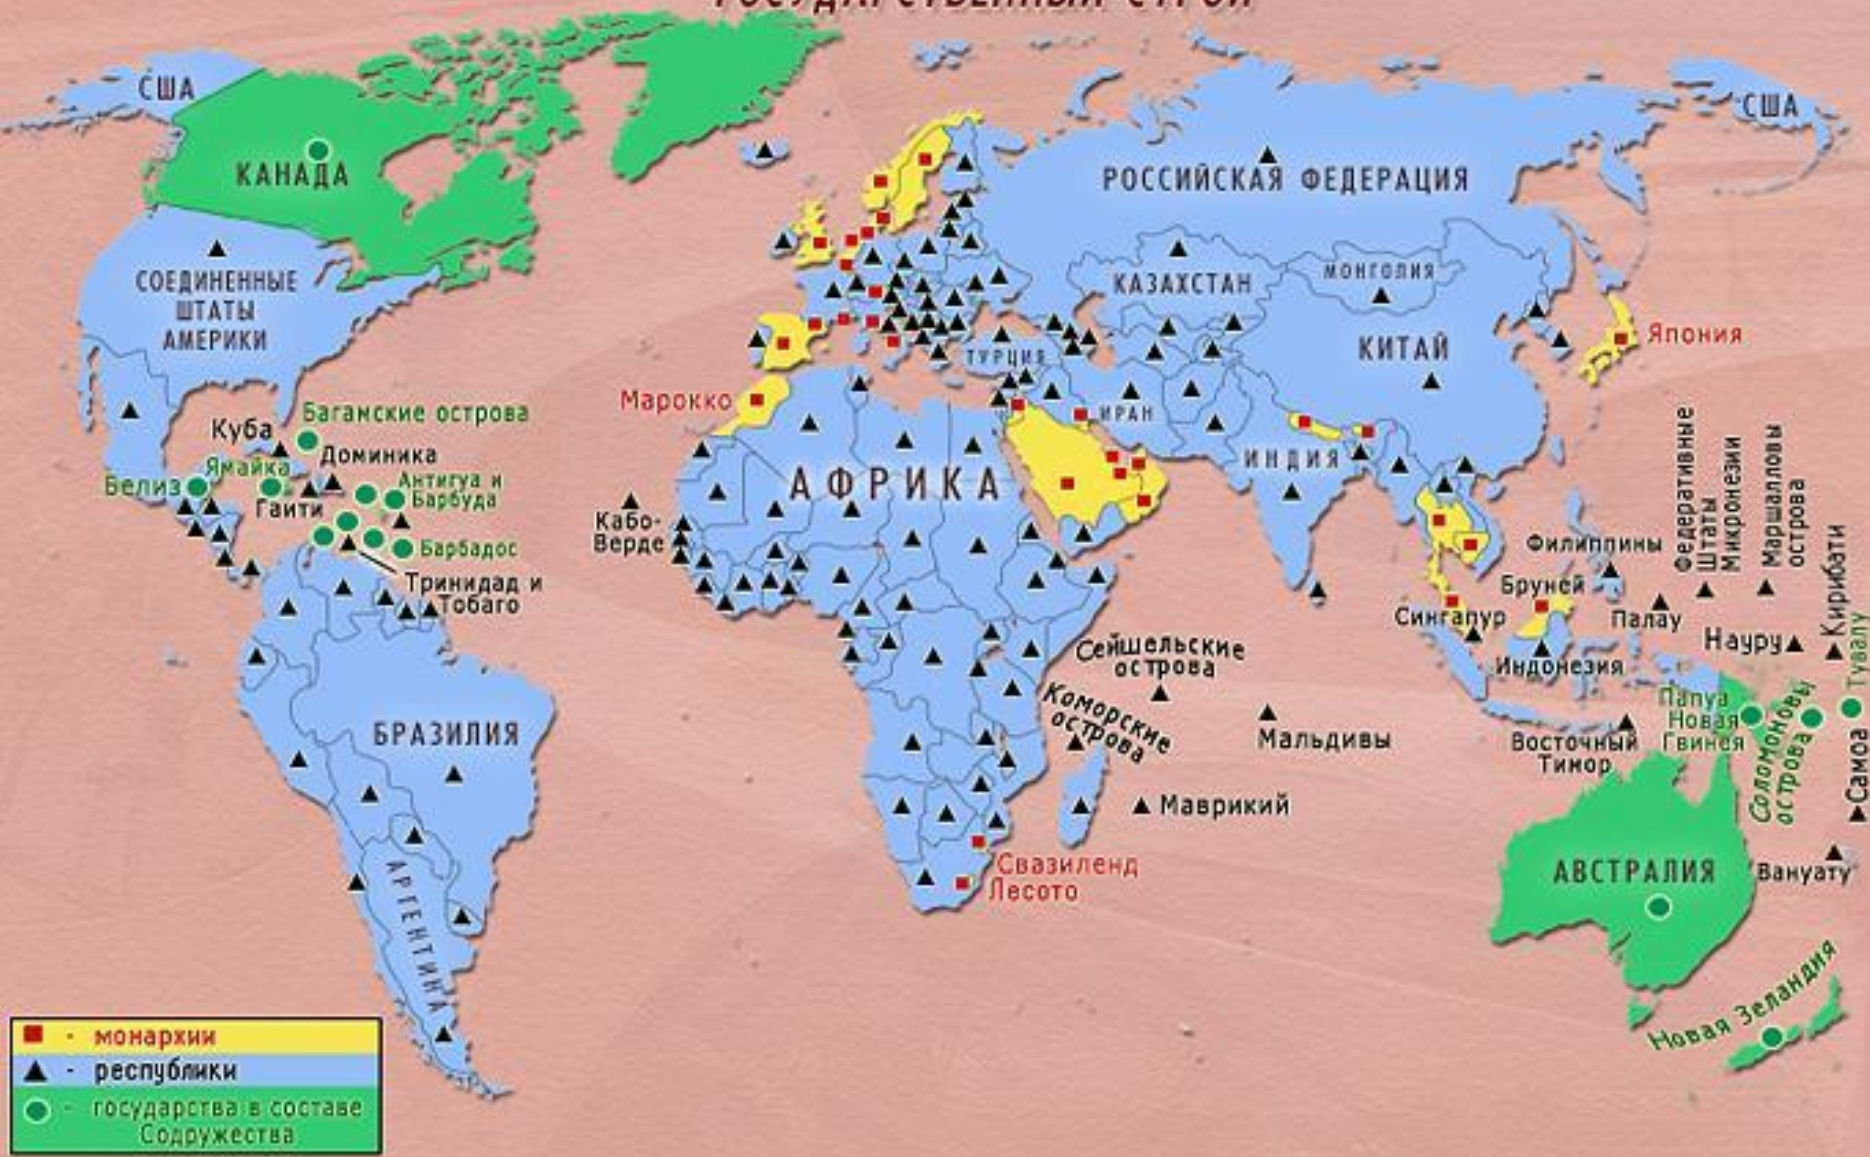 ГОСУДАРСТВЕННЫЙ СТРОЙ
США
КАНАДА
СОЕДИНЕННЫЕ
ШТАТЫ
АМЕРИКИ
США
РОССИЙСКАЯ ФЕДЕРАЦИЯ
КАЗАХСТАН
МОНГОЛИЯ
КИТАЙ
Япония
ТУРЦИЯ
ИРАН
ИНДИЯ
Марокко
АФРИКА
Багамские острова
Куба
Доминика
Ямайка
Белиз
Антигуа и
Барбуда
Гаити
Барбадос
Тринидад и
Тобаго
Кабо-
Верде
Филиппины
Федеративные
Штаты
Микронезии
Маршалловы
острова
Кирибати
Бруней
Сингапур
Палау
Науру
Тувалу
Индонезия
Сейшельские
острова
Коморские
острова
Мальдивы
Папуа
Новая
Гвинея
Соломоновы
острова
Восточный
Тимор
Самоа
БРАЗИЛИЯ
Маврикий
АРГЕНТИНА
Свазиленд
Лесото
АВСТРАЛИЯ
Вануату
Новая Зеландия
- монархии
- республики
- государства в составе
Содружества